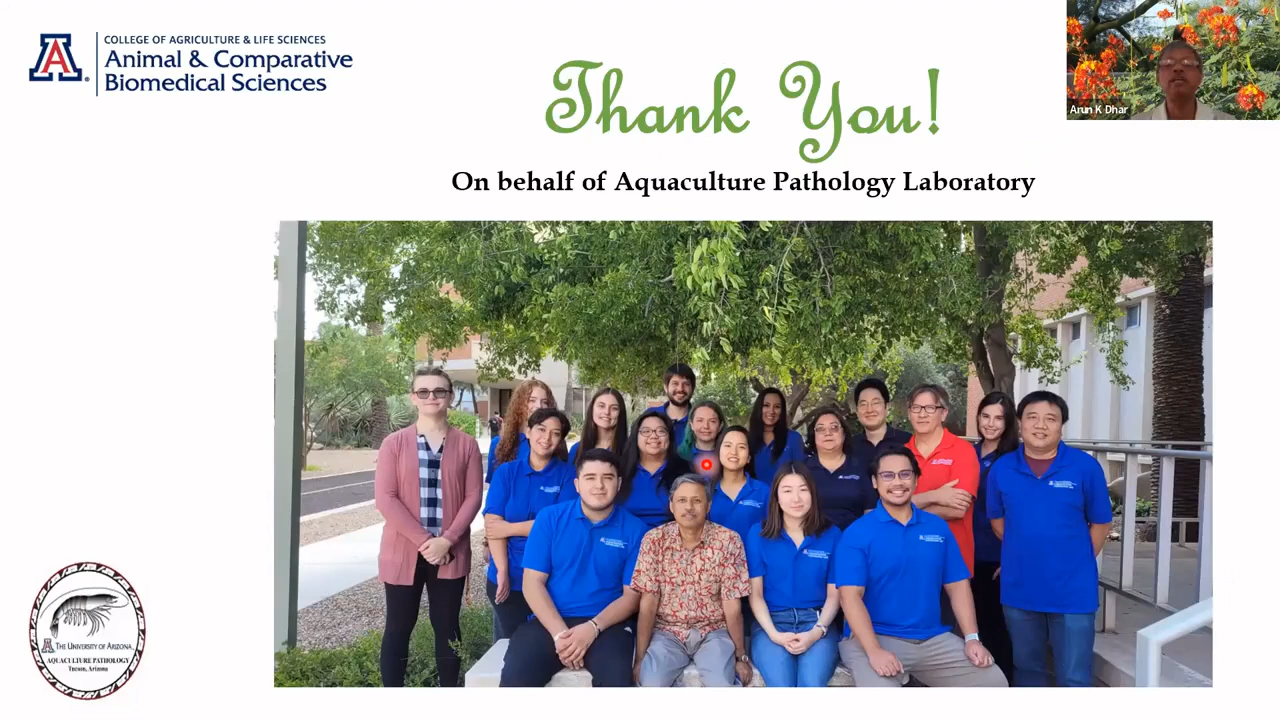 COLLEGE OF AGRICULTURE & LIFE SCIENCES
Animal & Comparative
Biomedical Sciences
Thank You!
On behalf of Aquaculture Pathology Laboratory
Arun K Dhar
THE UNIVERSITY OF ARIZONA.
AQUACULTURE PATHOLOGY
Tucson, Arizona